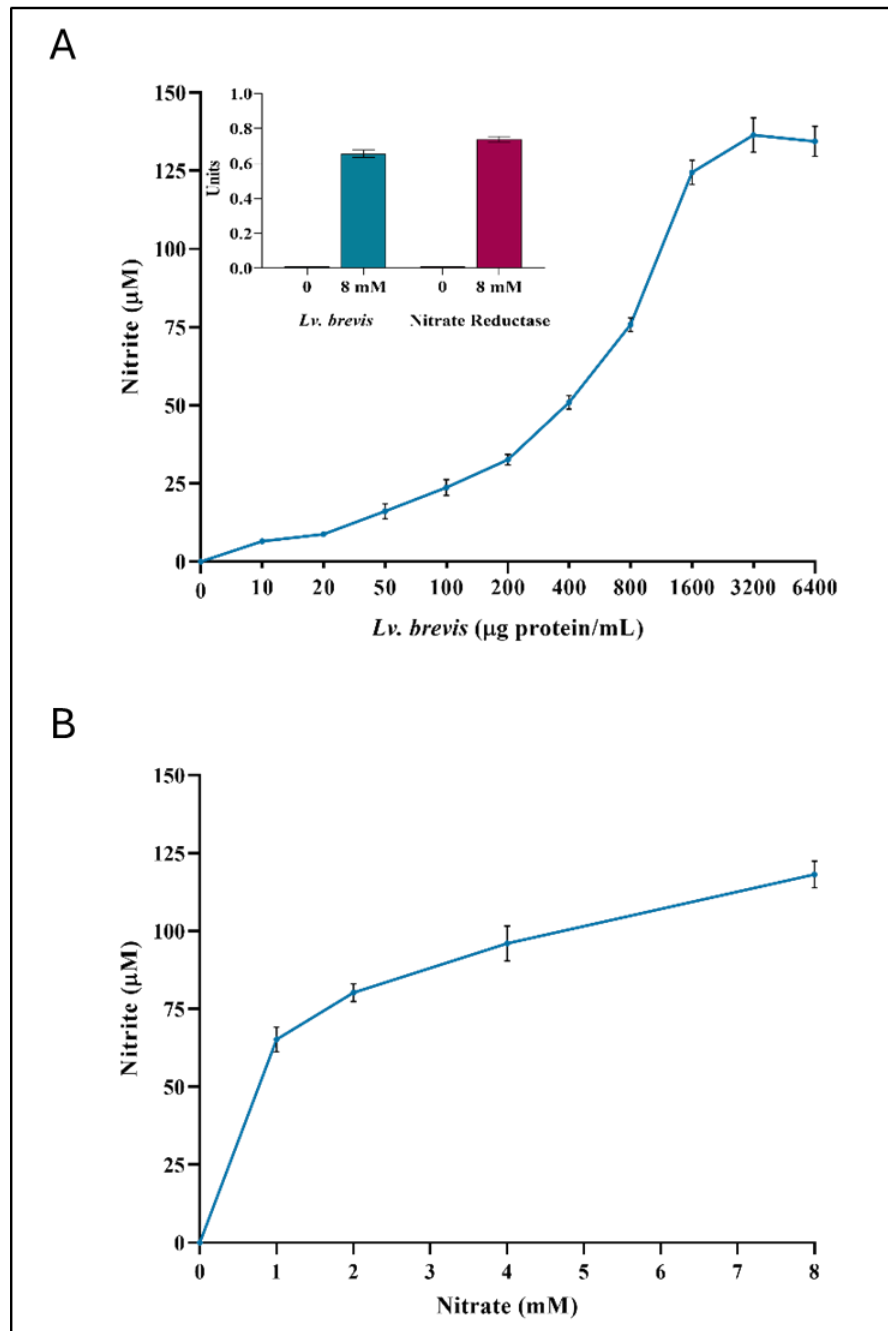 A
Nitrite (μM)
150
125
100
75
50
25
0
Units
1.0
0.8
0.6
0.4
0.2
0.0
0 8 mM 0 8 mM
Lv. brevis Nitrate Reductase
0 10 20 50 100 200 400 800 1600 3200 6400
Lv. brevis (μg protein/mL)
B
Nitrite (μM)
150
125
100
75
50
25
0
0 1 2 3 4 5 6 7 8
Nitrate (mM)